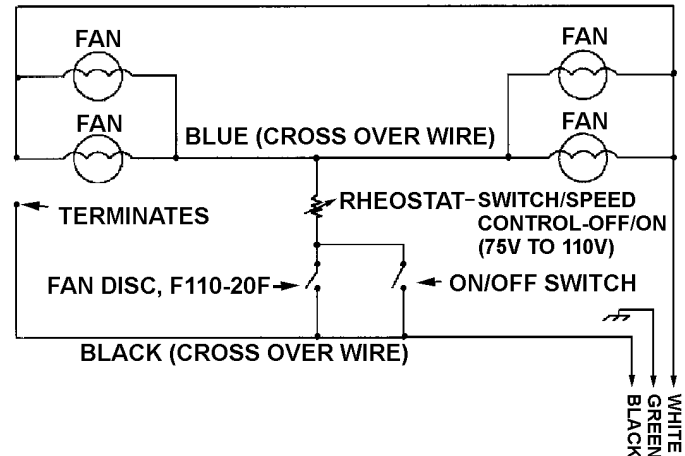 FAN
FAN
FAN
FAN
BLUE (CROSS OVER WIRE)
TERMINATES
RHEOSTAT-SWITCH/SPEED
CONTROL-OFF/ON
(75V TO 110V)
FAN DISC, F110-20F
ON/OFF SWITCH
BLACK (CROSS OVER WIRE)
WHITE
GREEN
BLACK